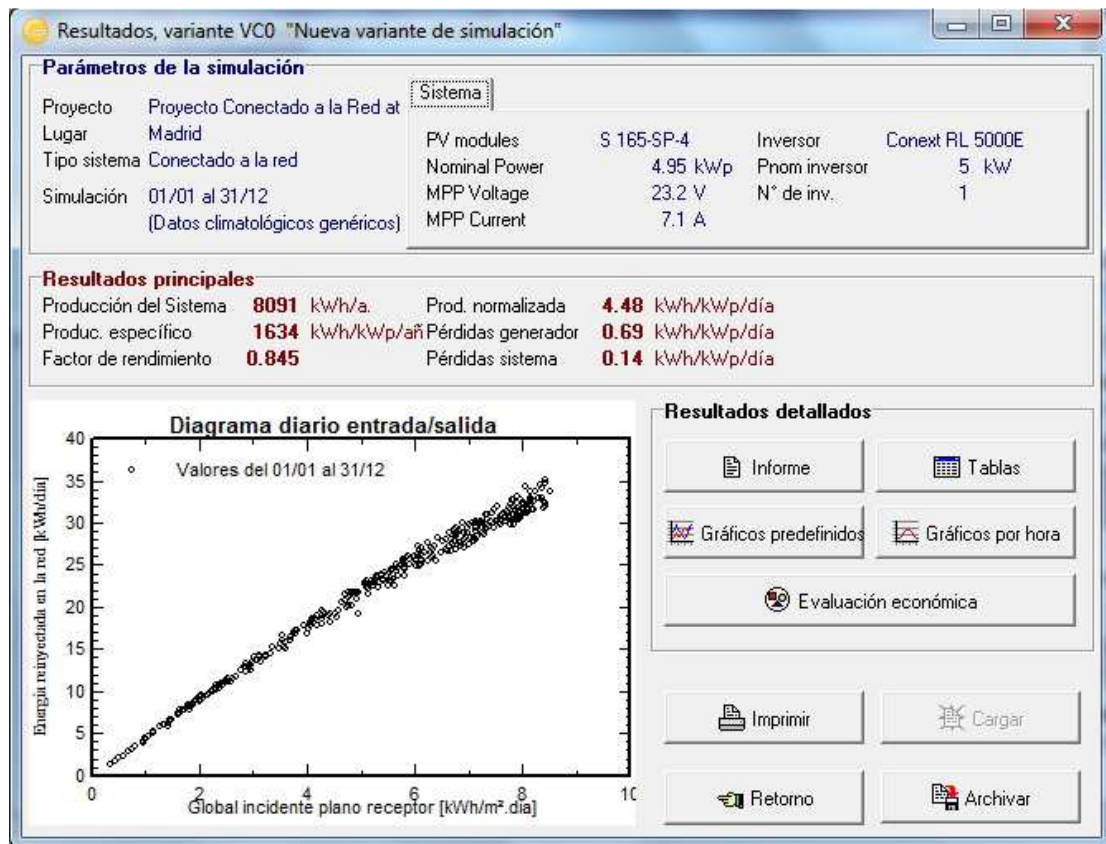 Resultados, variante VC0 "Nueva variante de simulación"
Parámetros de la simulación
Proyecto Proyecto Conectado a la Red at
Lugar Madrid
Tipo sistema Conectado a la red
Simulación 01/01 al 31/12
(Datos climatológicos genéricos)
Sistema
PV modules S 165-SP-4 Inversor Conext RL 5000E
Nominal Power 4.95 kWp Pnom inversor 5 kW
MPP Voltage 23.2 V N° de inv. 1
MPP Current 7.1 A
Resultados principales
Producción del Sistema 8091 kWh/a. Prod. normalizada 4.48 kWh/kWp/día
Produc. específico 1634 kWh/kWp/añ Pérdidas generador 0.69 kWh/kWp/día
Factor de rendimiento 0.845 Pérdidas sistema 0.14 kWh/kWp/día
Diagrama diario entrada/salida
Valores del 01/01 al 31/12
Energía reinyectada en la red [kWh/día]
40
35
30
25
20
15
10
5
0
0 2 4 6 8 10
Global incidente plano receptor [kWh/m².día]
Resultados detallados
Informe Tablas
Gráficos predefinidos Gráficos por hora
Evaluación económica
Imprimir Cargar
Retorno Archivar